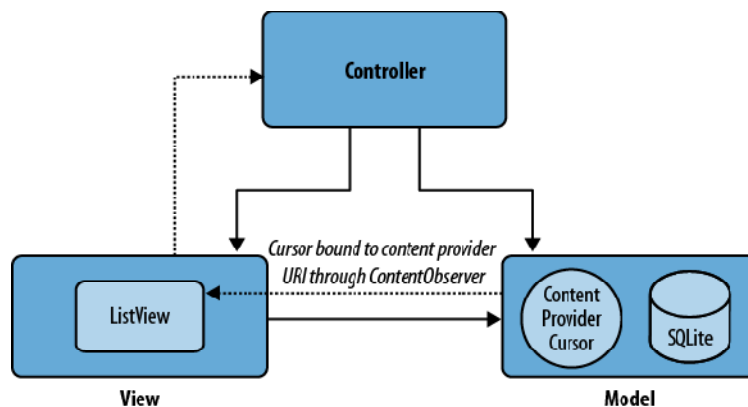 Controller
Cursor bound to content provider
URI through ContentObserver
ListView
Content
Provider
Cursor
SQLite
View
Model